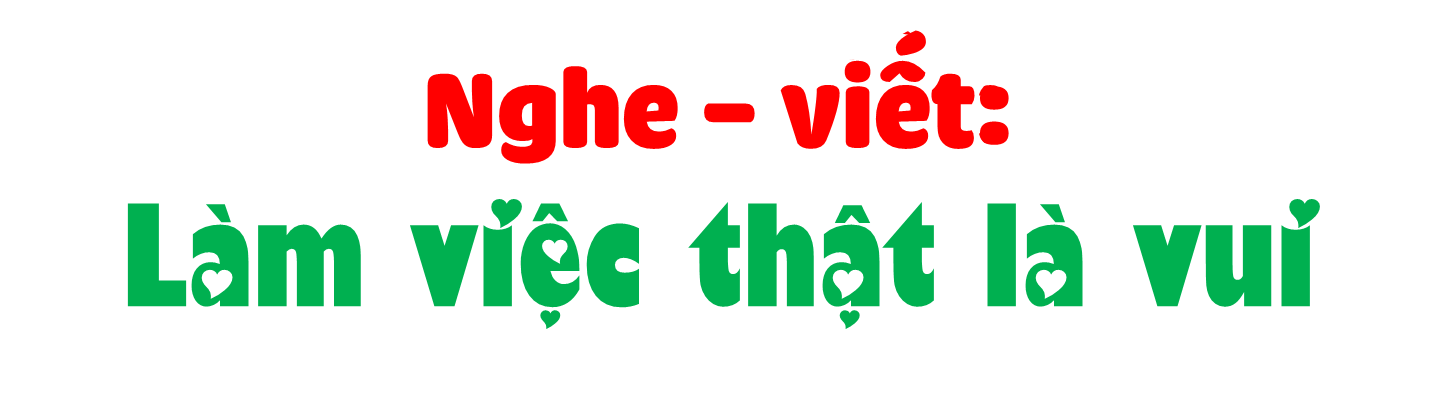 Nghe – viết:
Làm việc thật là vui